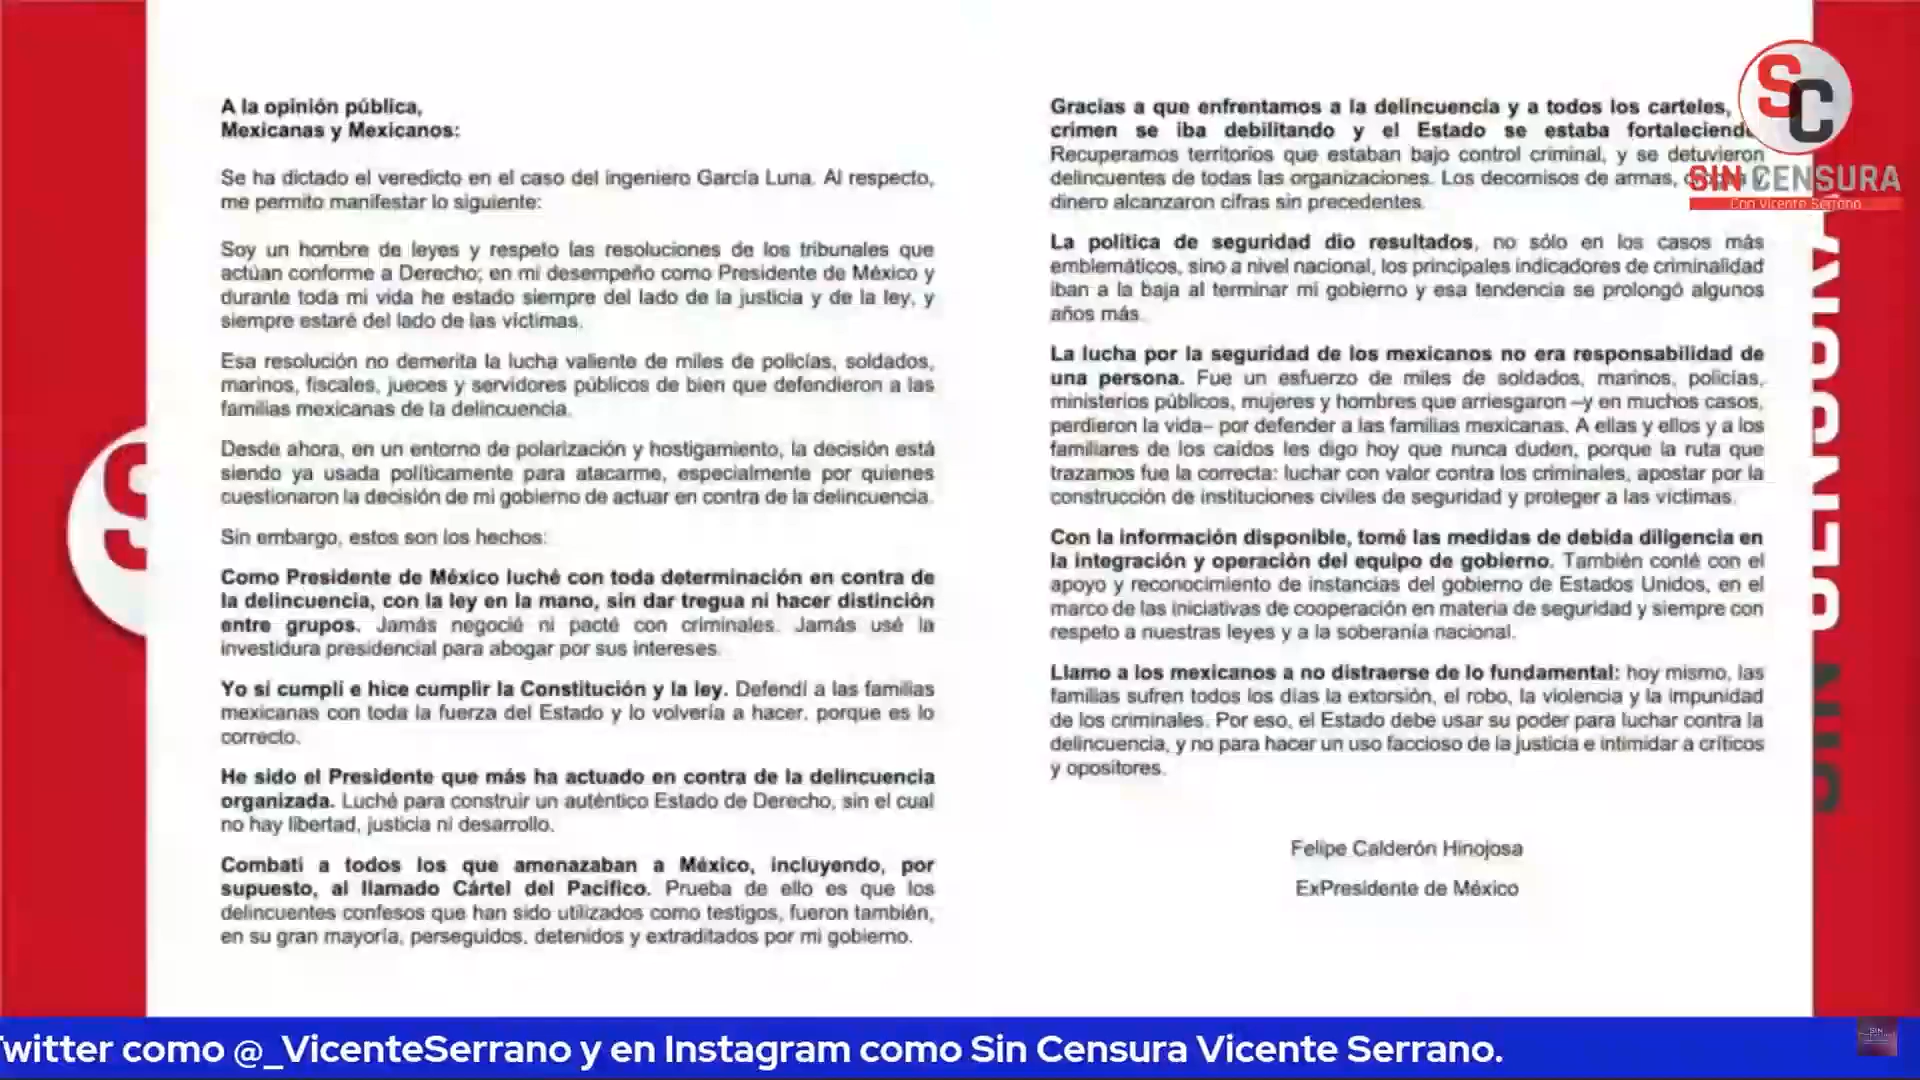 A la opinión pública,
Mexicanas y Mexicanos:
Se ha dictado el veredicto en el caso del ingeniero García Luna. Al respecto,
me permito manifestar lo siguiente:
Soy un hombre de leyes y respeto las resoluciones de los tribunales que
actúan conforme a Derecho; en mi desempeño como Presidente de México y
durante toda mi vida he estado siempre del lado de la justicia y de la ley, y
siempre estaré del lado de las víctimas.
Esa resolución no demerita la lucha valiente de miles de policías, soldados,
marinos, fiscales, jueces y servidores públicos de bien que defendieron a las
familias mexicanas de la delincuencia.
Desde ahora, en un entorno de polarización y hostigamiento, la decisión está
siendo ya usada políticamente para atacarme, especialmente por quienes
cuestionaron la decisión de mi gobierno de actuar en contra de la delincuencia.
Sin embargo, estos son los hechos:
Como Presidente de México luché con toda determinación en contra de
la delincuencia, con la ley en la mano, sin dar tregua ni hacer distinción
entre grupos. Jamás negocié ni pacté con criminales. Jamás usé la
investidura presidencial para abogar por sus intereses.
Yo sí cumplí e hice cumplir la Constitución y la ley. Defendí a las familias
mexicanas con toda la fuerza del Estado y lo volvería a hacer, porque es lo
correcto.
He sido el Presidente que más ha actuado en contra de la delincuencia
organizada. Luché para construir un auténtico Estado de Derecho, sin el cual
no hay libertad, justicia ni desarrollo.
Combatí a todos los que amenazaban a México, incluyendo, por
supuesto, al llamado Cártel del Pacífico. Prueba de ello es que los
delincuentes confesos que han sido utilizados como testigos, fueron también,
en su gran mayoría, perseguidos, detenidos y extraditados por mi gobierno.
Gracias a que enfrentamos a la delincuencia y a todos los carteles,
crimen se iba debilitando y el Estado se estaba fortaleciendo.
Recuperamos territorios que estaban bajo control criminal, y se detuvieron
delincuentes de todas las organizaciones. Los decomisos de armas,
dinero alcanzaron cifras sin precedentes.
La política de seguridad dio resultados, no sólo en los casos más
emblemáticos, sino a nivel nacional, los principales indicadores de criminalidad
iban a la baja al terminar mi gobierno y esa tendencia se prolongó algunos
años más.
La lucha por la seguridad de los mexicanos no era responsabilidad de
una persona. Fue un esfuerzo de miles de soldados, marinos, policías,
ministerios públicos, mujeres y hombres que arriesgaron –y en muchos casos,
perdieron la vida– por defender a las familias mexicanas. A ellas y ellos y a los
familiares de los caídos les digo hoy que nunca duden, porque la ruta que
trazamos fue la correcta: luchar con valor contra los criminales, apostar por la
construcción de instituciones civiles de seguridad y proteger a las víctimas.
Con la información disponible, tomé las medidas de debida diligencia en
la integración y operación del equipo de gobierno. También conté con el
apoyo y reconocimiento de instancias del gobierno de Estados Unidos, en el
marco de las iniciativas de cooperación en materia de seguridad y siempre con
respeto a nuestras leyes y a la soberanía nacional.
Llamo a los mexicanos a no distraerse de lo fundamental: hoy mismo, las
familias sufren todos los días la extorsión, el robo, la violencia y la impunidad
de los criminales. Por eso, el Estado debe usar su poder para luchar contra la
delincuencia, y no para hacer un uso faccioso de la justicia e intimidar a críticos
y opositores.
Felipe Calderón Hinojosa
ExPresidente de México
SC
SIN CENSURA
Con Vicente Serrano
S
SIN CENSURA
Twitter como @_VicenteSerrano y en Instagram como Sin Censura Vicente Serrano.